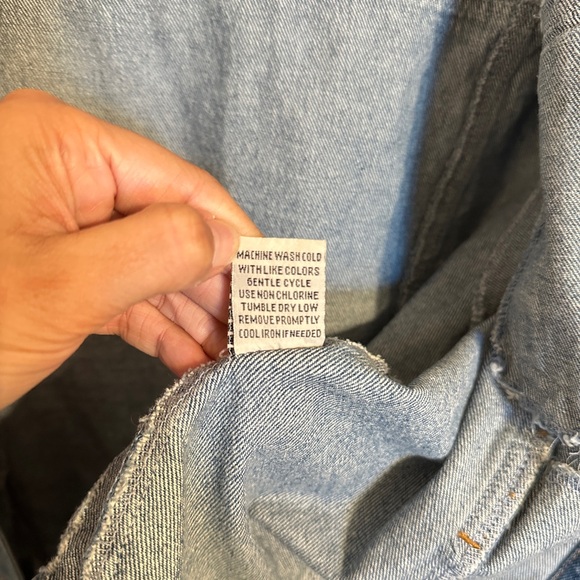 MACHINE WASH COLD
WITH LIKE COLORS
GENTLE CYCLE
USE NON CHLORINE
TUMBLE DRY LOW
REMOVE PROMPTLY
COOL IRON IF NEEDED